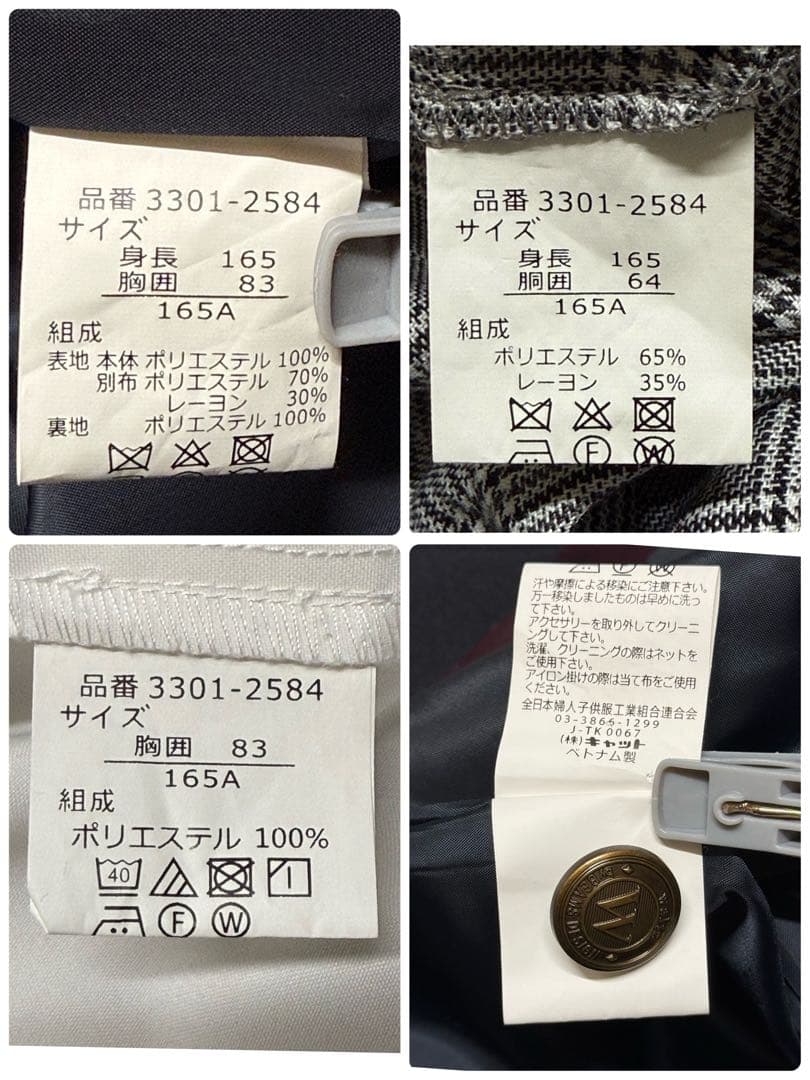 品番 3301-2584
サイズ
身長 165
胸囲 83
165A
組成
表地 本体 ポリエステル 100%
別布 ポリエステル 70%
レーヨン 30%
裏地 ポリエステル 100%
品番 3301-2584
サイズ
身長 165
胴囲 64
165A
組成
ポリエステル 65%
レーヨン 35%
F
W
品番 3301-2584
サイズ
胸囲 83
165A
組成
ポリエステル 100%
40
F W
汗や摩擦による移染にご注意下さい。
万一移染しましたものは早めに洗っ
て下さい。
アクセサリーを取り外してクリーニ
ングして下さい。
洗濯、クリーニングの際はネットを
ご使用下さい。
アイロン掛けの際は当て布をご使用
ください。
全日本婦人子供服工業組合連合会
03-3866-1299
J-TK0067
(株)キャット
ベトナム製
W